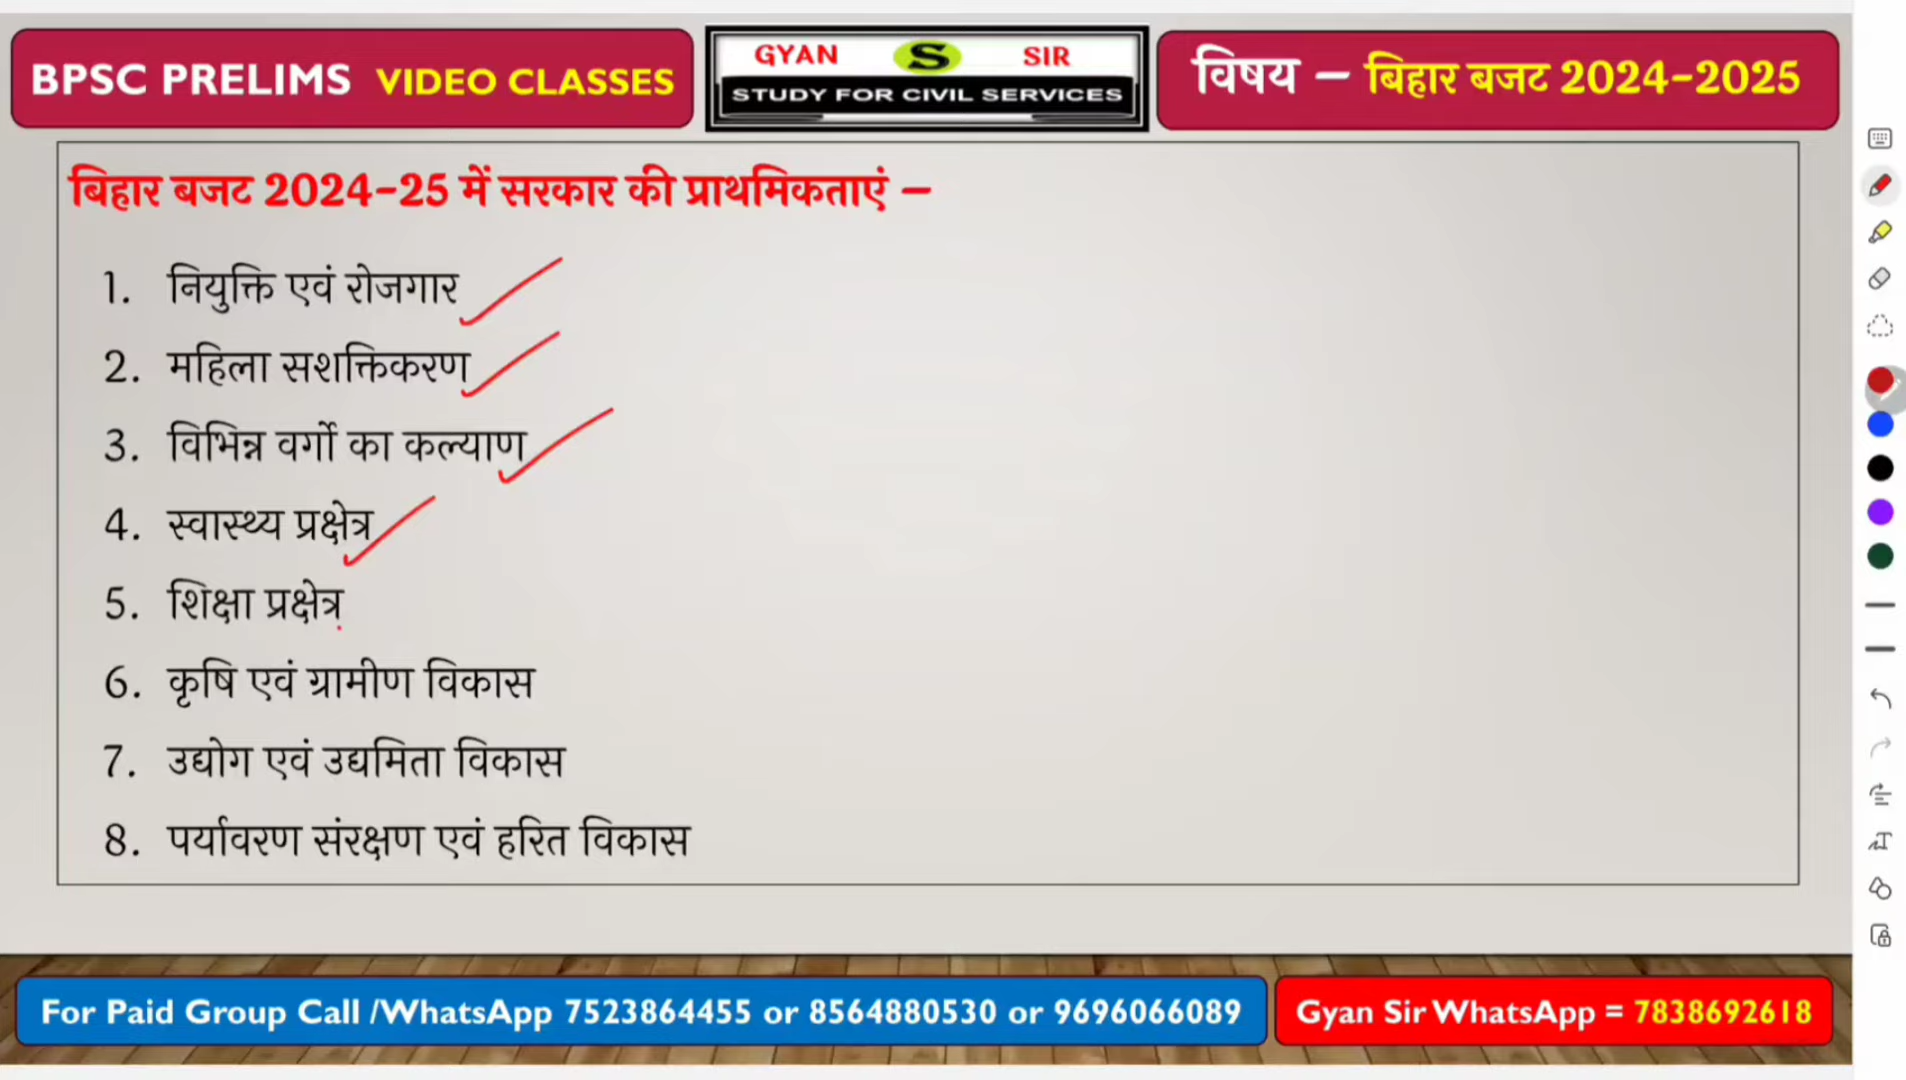 BPSC PRELIMS VIDEO CLASSES
GYAN S SIR
STUDY FOR CIVIL SERVICES
विषय – बिहार बजट 2024-2025
बिहार बजट 2024-25 में सरकार की प्राथमिकताएं –
1. नियुक्ति एवं रोजगार
2. महिला सशक्तिकरण
3. विभिन्न वर्गो का कल्याण
4. स्वास्थ्य प्रक्षेत्र
5. शिक्षा प्रक्षेत्र
6. कृषि एवं ग्रामीण विकास
7. उद्योग एवं उद्यमिता विकास
8. पर्यावरण संरक्षण एवं हरित विकास
For Paid Group Call /WhatsApp 7523864455 or 8564880530 or 9696066089
Gyan Sir WhatsApp = 7838692618